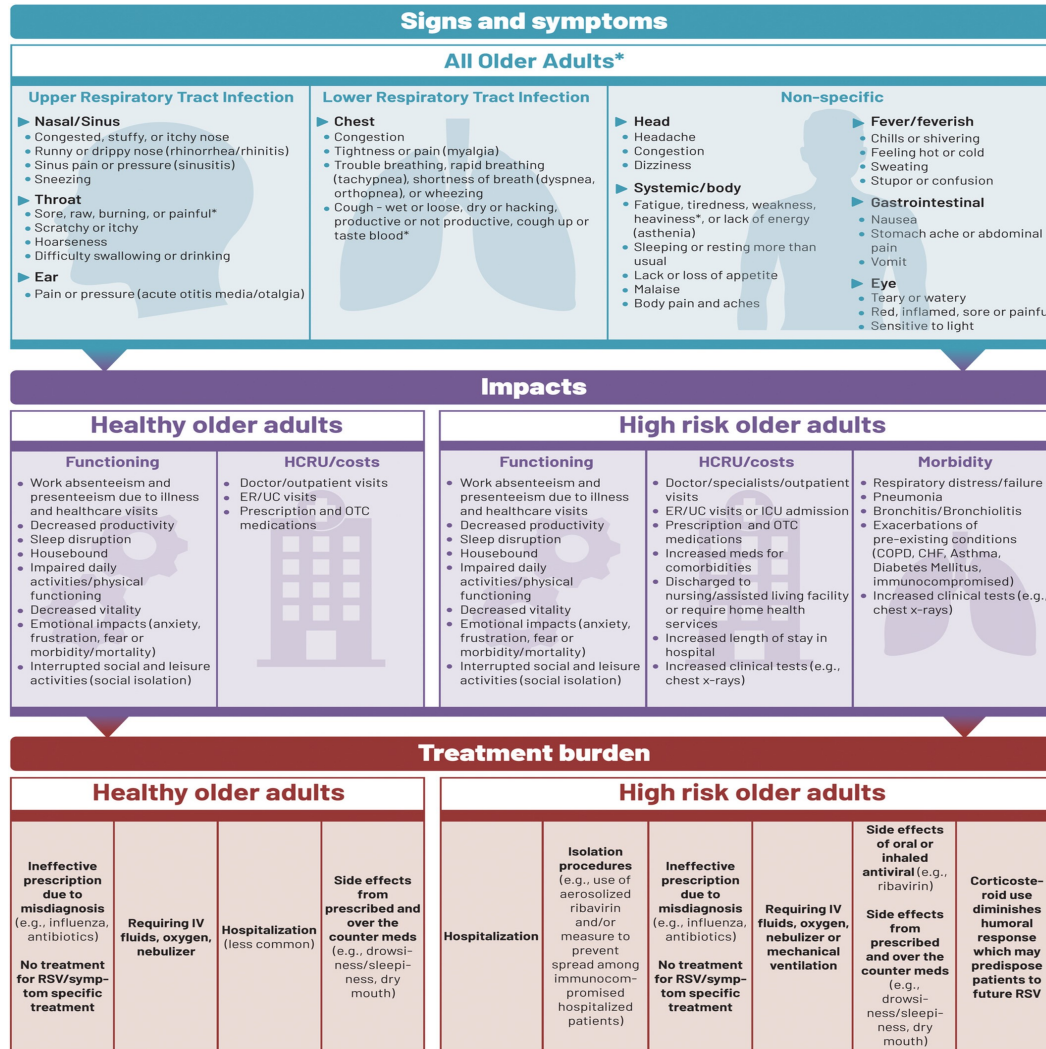 Signs and symptoms
All Older Adults*
Upper Respiratory Tract Infection
Nasal/Sinus
• Congested, stuffy, or itchy nose
• Runny or drippy nose (rhinorrhea/rhinitis)
• Sinus pain or pressure (sinusitis)
• Sneezing
Throat
• Sore, raw, burning, or painful*
• Scratchy or itchy
• Hoarseness
• Difficulty swallowing or drinking
Ear
• Pain or pressure (acute otitis media/otalgia)
Lower Respiratory Tract Infection
Chest
• Congestion
• Tightness or pain (myalgia)
• Trouble breathing, rapid breathing
(tachypnea), shortness of breath (dyspnea,
orthopnea), or wheezing
• Cough - wet or loose, dry or hacking,
productive or not productive, cough up or
taste blood*
Non-specific
Head
• Headache
• Congestion
• Dizziness
Systemic/body
• Fatigue, tiredness, weakness,
heaviness*, or lack of energy
(asthenia)
• Sleeping or resting more than
usual
• Lack or loss of appetite
• Malaise
• Body pain and aches
Fever/feverish
• Chills or shivering
• Feeling hot or cold
• Sweating
• Stupor or confusion
Gastrointestinal
• Nausea
• Stomach ache or abdominal
pain
• Vomit
Eye
• Teary or watery
• Red, inflamed, sore or painfu
• Sensitive to light
Impacts
Healthy older adults
Functioning
• Work absenteeism and
presenteeism due to illness
and healthcare visits
• Decreased productivity
• Sleep disruption
• Housebound
• Impaired daily
activities/physical
functioning
• Decreased vitality
• Emotional impacts (anxiety,
frustration, fear or
morbidity/mortality)
• Interrupted social and leisure
activities (social isolation)
HCRU/costs
• Doctor/outpatient visits
• ER/UC visits
• Prescription and OTC
medications
High risk older adults
Functioning
• Work absenteeism and
presenteeism due to illness
and healthcare visits
• Decreased productivity
• Sleep disruption
• Housebound
• Impaired daily
activities/physical
functioning
• Decreased vitality
• Emotional impacts (anxiety,
frustration, fear or
morbidity/mortality)
• Interrupted social and leisure
activities (social isolation)
HCRU/costs
• Doctor/specialists/outpatient
visits
• ER/UC visits or ICU admission
• Prescription and OTC
medications
• Increased meds for
comorbidities
• Discharged to
nursing/assisted living facility
or require home health
services
• Increased length of stay in
hospital
• Increased clinical tests (e.g.,
chest x-rays)
Morbidity
• Respiratory distress/failure
• Pneumonia
• Bronchitis/Bronchiolitis
• Exacerbations of
pre-existing conditions
(COPD, CHF, Asthma,
Diabetes Mellitus,
immunocompromised)
• Increased clinical tests (e.g.,
chest x-rays)
Treatment burden
Healthy older adults
Ineffective
prescription
due to
misdiagnosis
(e.g., influenza,
antibiotics)
No treatment
for RSV/symp-
tom specific
treatment
Requiring IV
fluids, oxygen,
nebulizer
Hospitalization
(less common)
Side effects
from
prescribed and
over the
counter meds
(e.g., drowsi-
ness/sleepi-
ness, dry
mouth)
High risk older adults
Hospitalization
Isolation
procedures
(e.g., use of
aerosolized
ribavirin
and/or
measure to
prevent
spread among
immunocom-
promised
hospitalized
patients)
Ineffective
prescription
due to
misdiagnosis
(e.g., influenza,
antibiotics)
No treatment
for RSV/symp-
tom specific
treatment
Requiring IV
fluids, oxygen,
nebulizer or
mechanical
ventilation
Side effects
of oral or
inhaled
antiviral (e.g.,
ribavirin)
Side effects
from
prescribed
and over the
counter meds
(e.g.,
drowsi-
ness/sleepi-
ness, dry
mouth)
Corticoste-
roid use
diminishes
humoral
response
which may
predispose
patients to
future RSV